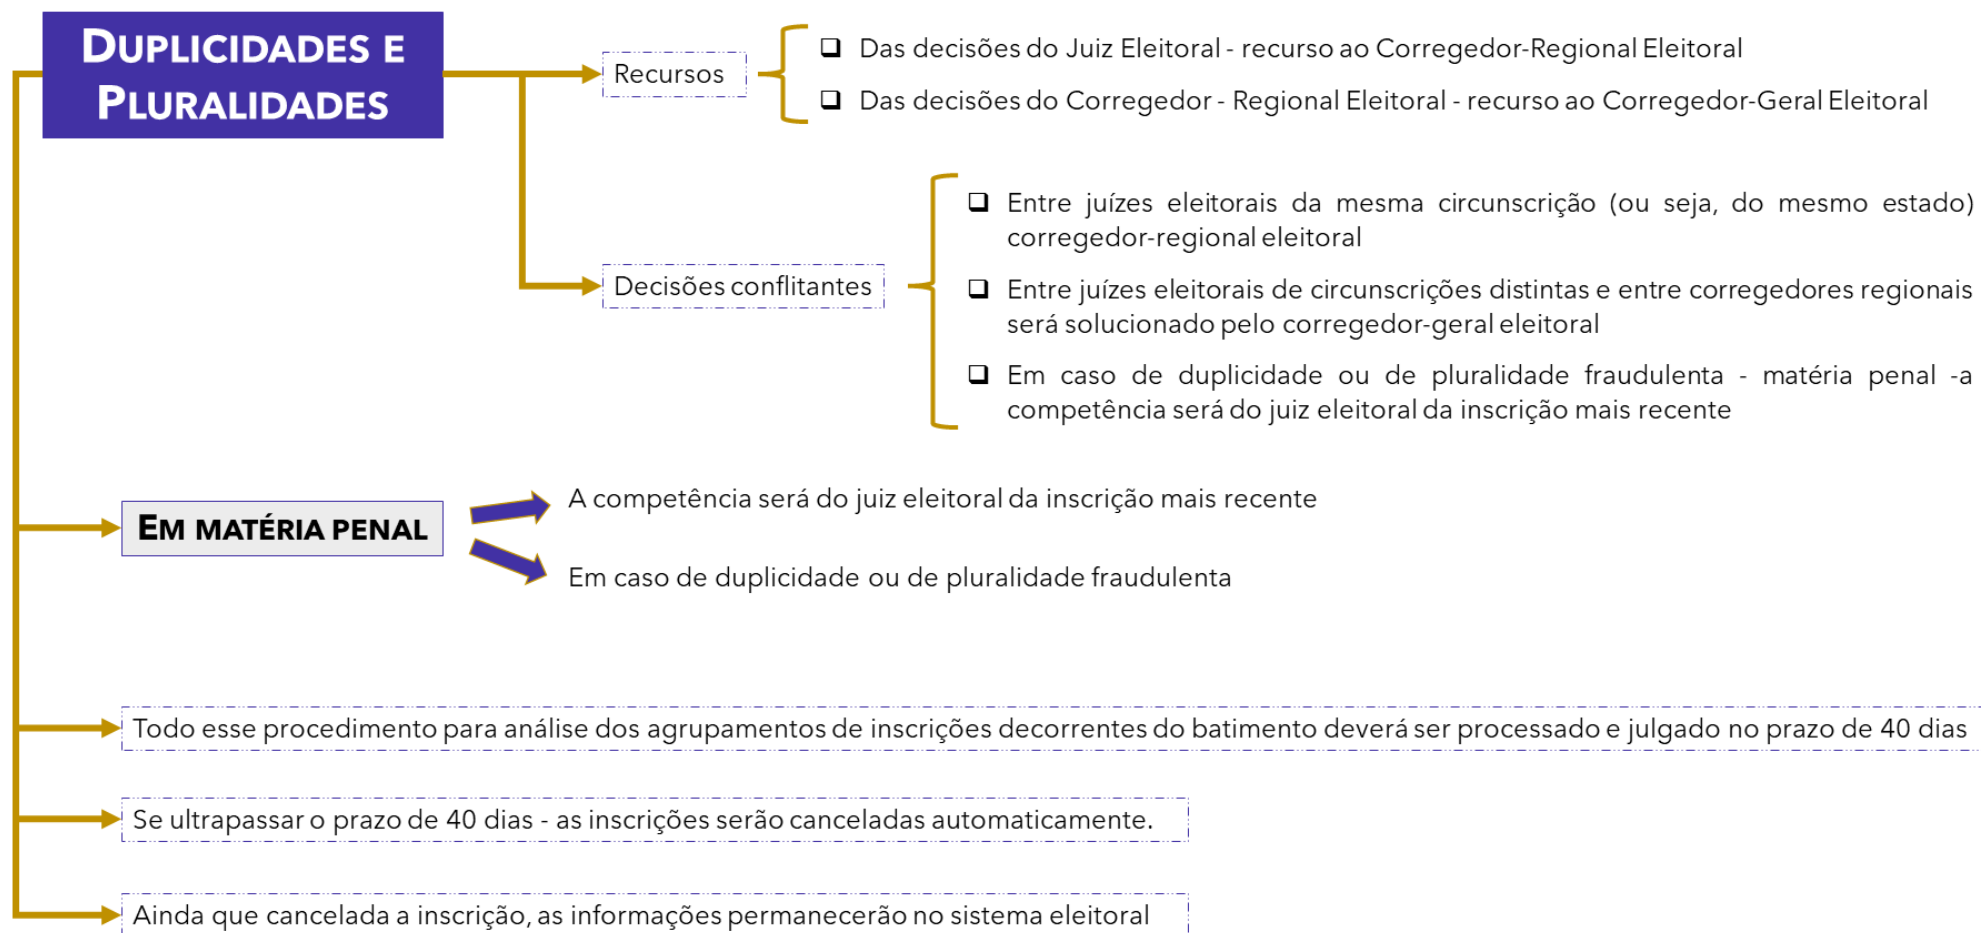 DUPLICIDADES E
PLURALIDADES
Recursos
❑ Das decisões do Juiz Eleitoral - recurso ao Corregedor-Regional Eleitoral
❑ Das decisões do Corregedor - Regional Eleitoral - recurso ao Corregedor-Geral Eleitoral
Decisões conflitantes
❑ Entre juízes eleitorais da mesma circunscrição (ou seja, do mesmo estado)
corregedor-regional eleitoral
❑ Entre juízes eleitorais de circunscrições distintas e entre corregedores regionais
será solucionado pelo corregedor-geral eleitoral
❑ Em caso de duplicidade ou de pluralidade fraudulenta - matéria penal -a
competência será do juiz eleitoral da inscrição mais recente
EM MATÉRIA PENAL
A competência será do juiz eleitoral da inscrição mais recente
Em caso de duplicidade ou de pluralidade fraudulenta
Todo esse procedimento para análise dos agrupamentos de inscrições decorrentes do batimento deverá ser processado e julgado no prazo de 40 dias
Se ultrapassar o prazo de 40 dias - as inscrições serão canceladas automaticamente.
Ainda que cancelada a inscrição, as informações permanecerão no sistema eleitoral